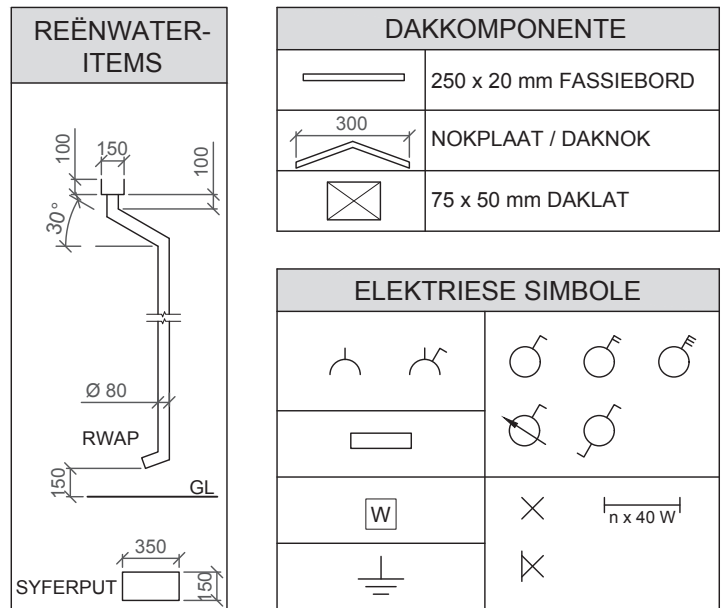 REËNWATER-
ITEMS
100
150
100
30°
Ø 80
RWAP
150
GL
350
SYFERPUT
150
DAKKOMPONENTE
250 x 20 mm FASSIEBORD
300
NOKPLAAT / DAKNOK
75 x 50 mm DAKLAT
ELEKTRIESE SIMBOLE
W
n x 40 W